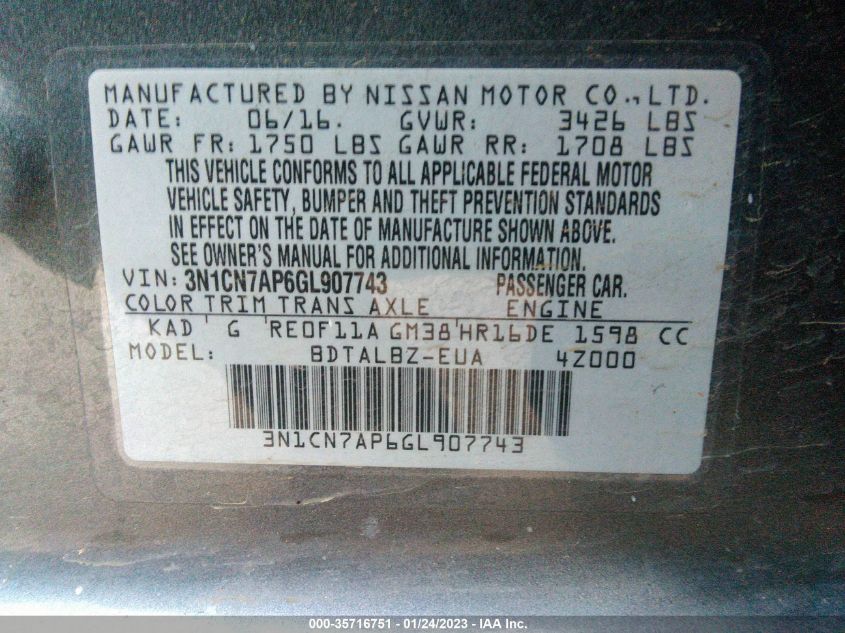 MANUFACTURED BY NISSAN MOTOR CO., LTD.
DATE: 06/16. GVWR: 3426 LBS
GAWR FR: 1750 LBS GAWR RR: 1708 LBS
THIS VEHICLE CONFORMS TO ALL APPLICABLE FEDERAL MOTOR
VEHICLE SAFETY, BUMPER AND THEFT PREVENTION STANDARDS
IN EFFECT ON THE DATE OF MANUFACTURE SHOWN ABOVE.
SEE OWNER'S MANUAL FOR ADDITIONAL INFORMATION.
VIN: 3N1CN7AP6GL907743 PASSENGER CAR.
COLOR TRIM TRANS AXLE ENGINE
KAD G RE0F11A GM38 HR16DE 1598 CC
MODEL: BDTALBZ-EUA 4Z000
3N1CN7AP6GL907743
000-35716751 - 01/24/2023 - IAA Inc.